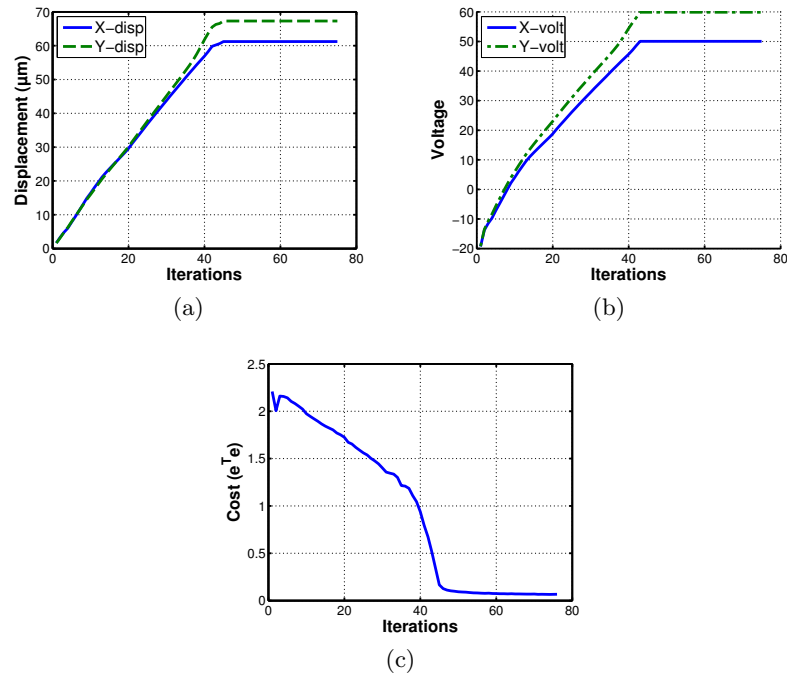 70
60
50
40
30
20
10
0
0
20
40
60
80
X-disp
Y-disp
Displacement (µm)
Iterations
(a)
60
50
40
30
20
10
0
−10
−20
0
20
40
60
80
X-volt
Y-volt
Voltage
Iterations
(b)
2.5
2
1.5
1
0.5
0
0
20
40
60
80
Cost (eTe)
Iterations
(c)